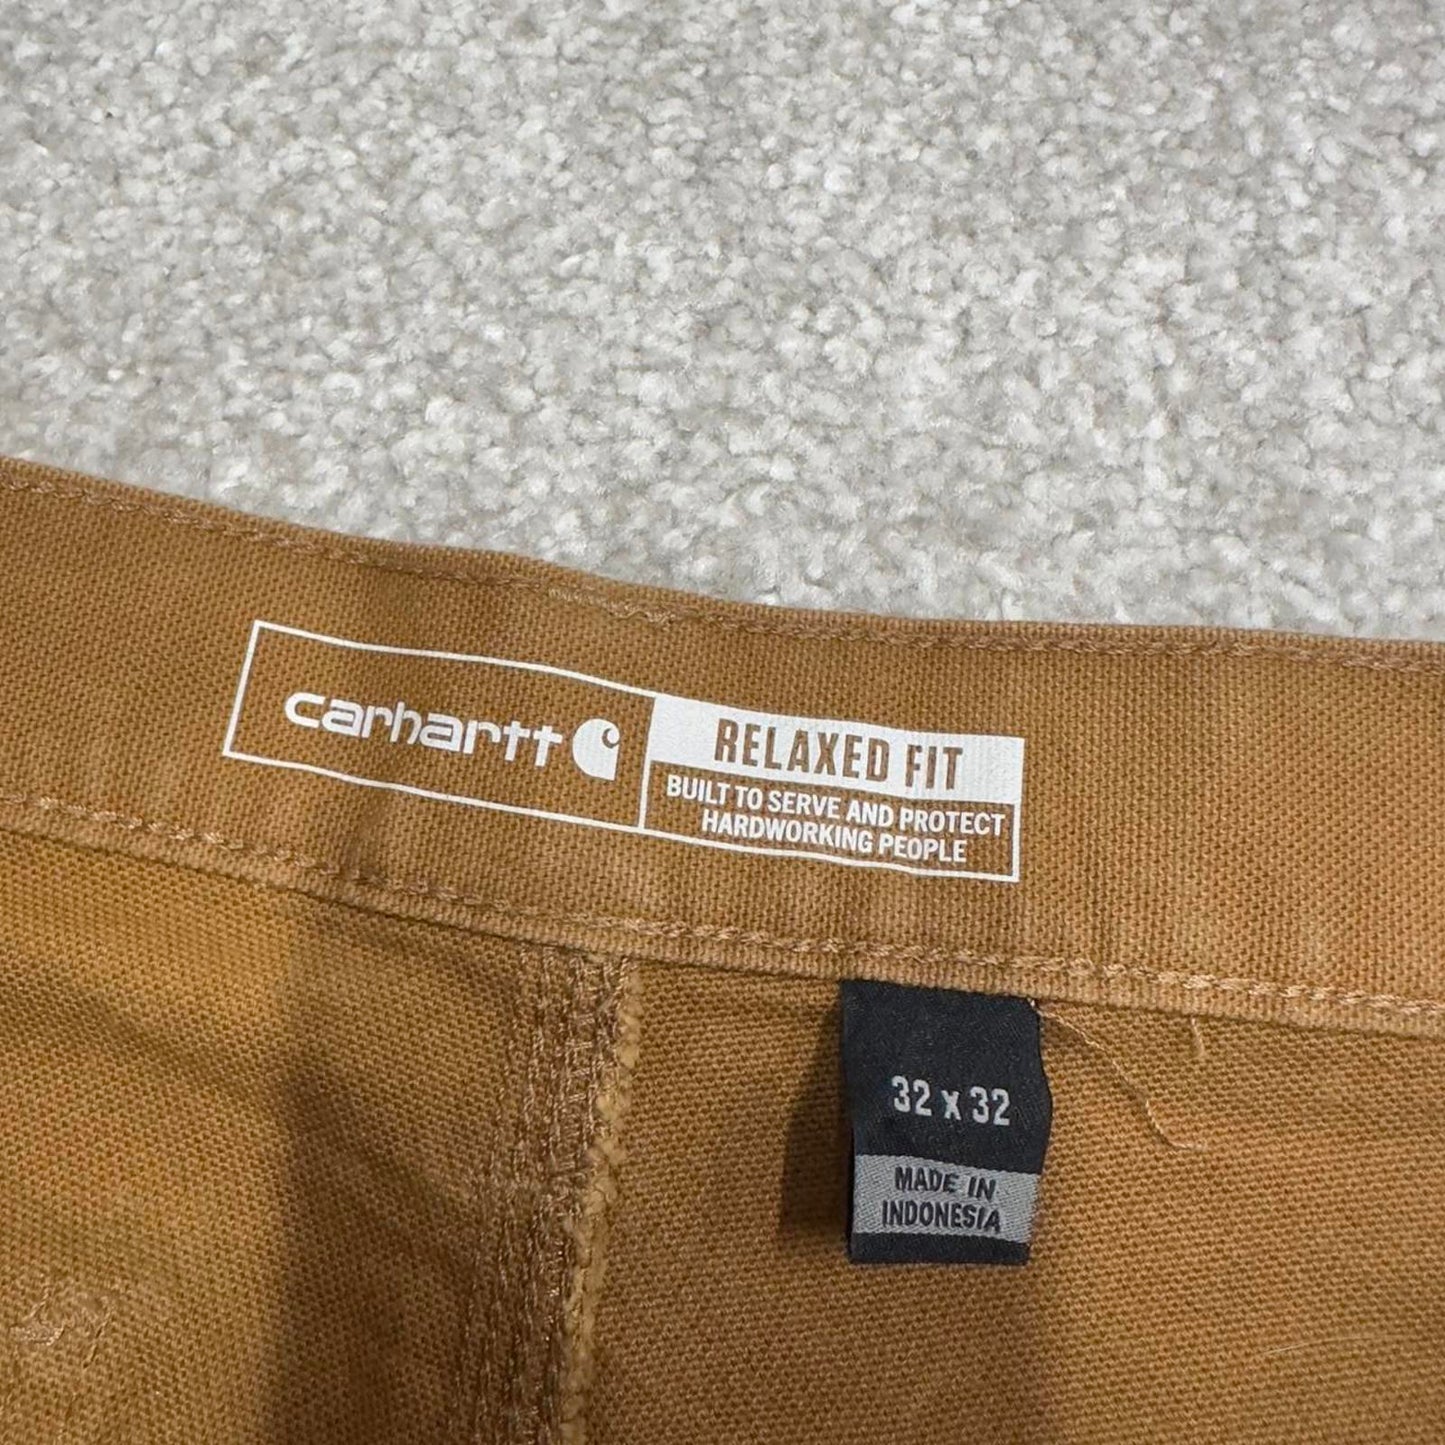 carhartt
RELAXED FIT
BUILT TO SERVE AND PROTECT
HARDWORKING PEOPLE
32 x 32
MADE IN
INDONESIA